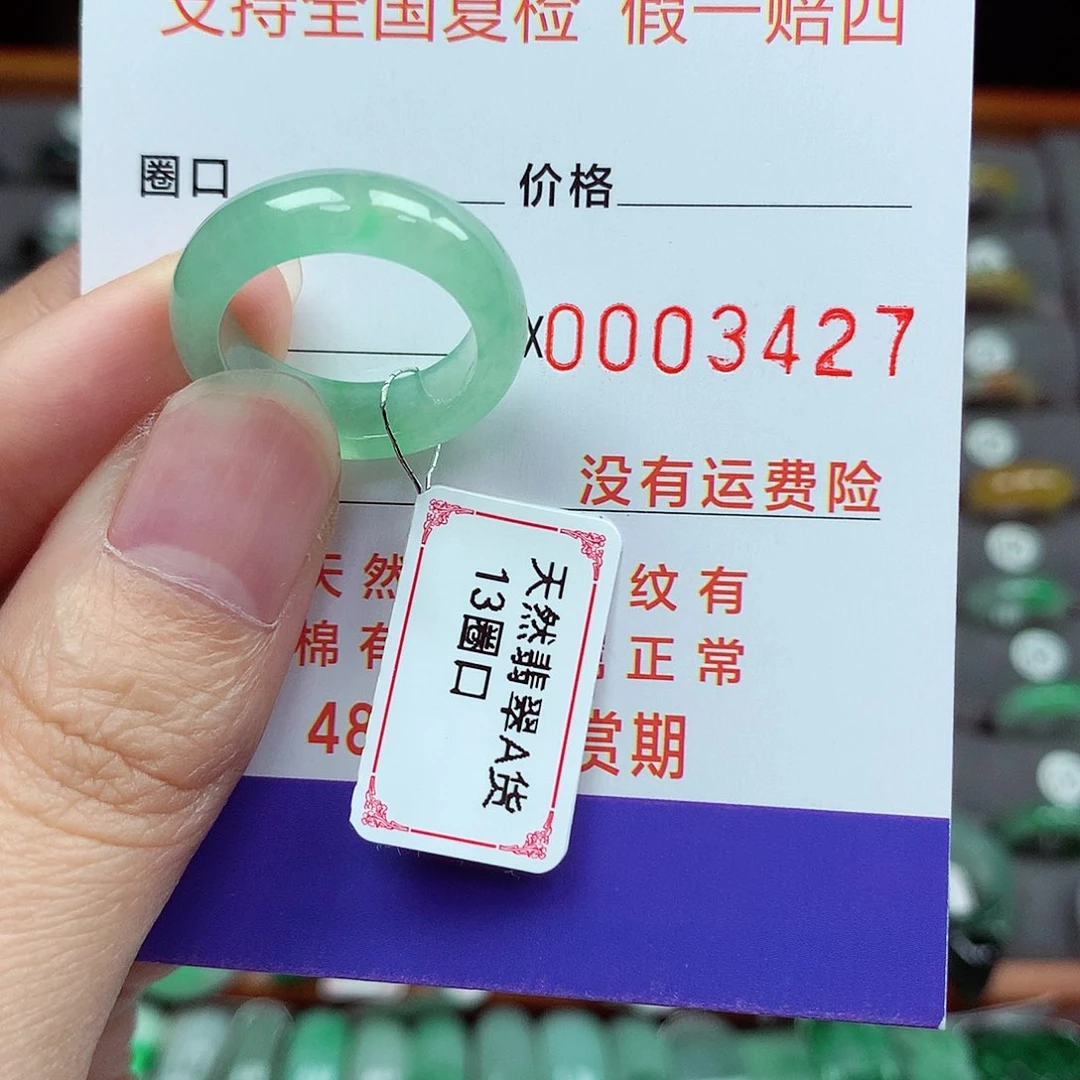 支持全国复检 假一赔四
圈口 价格
X0003427
没有运费险
天然 纹有
棉有 正常
48 赏期
天然翡翠A货
13圈口